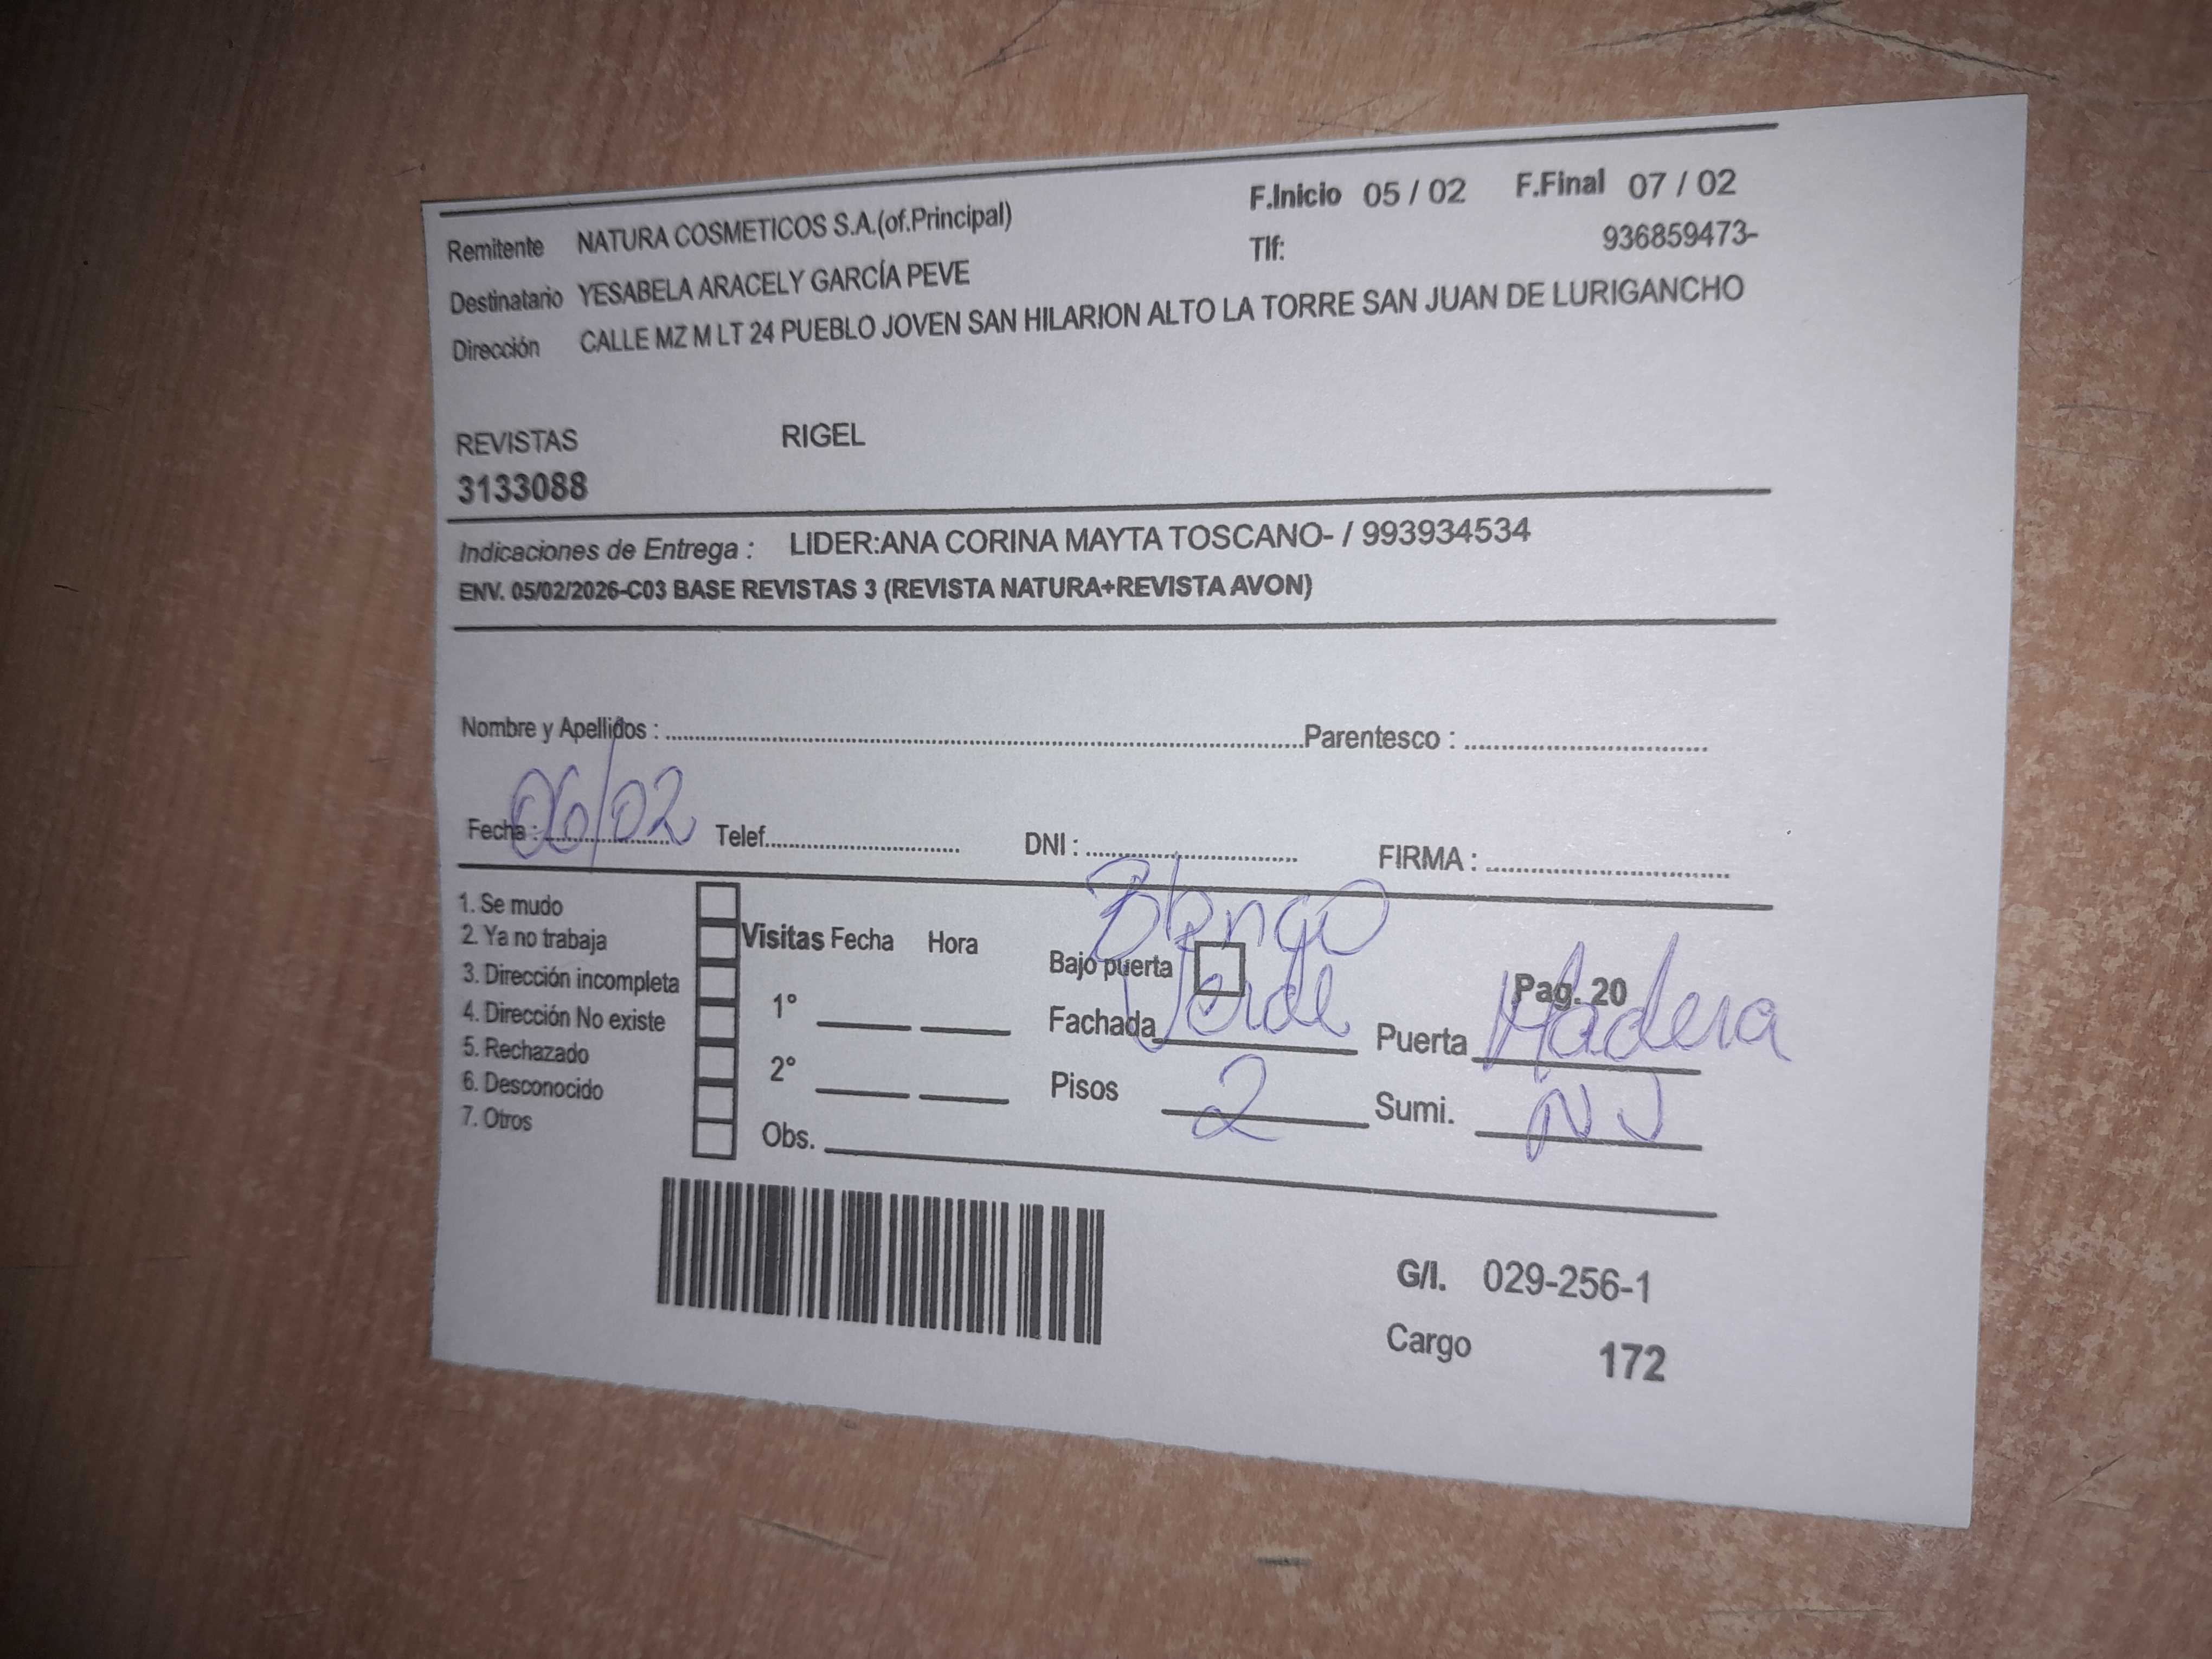 F.Inicio 05 / 02 F.Final 07 / 02
Remitente NATURA COSMETICOS S.A.(of.Principal)
Tlf: 936859473-
Destinatario YESABELA ARACELY GARCÍA PEVE
Dirección CALLE MZ M LT 24 PUEBLO JOVEN SAN HILARION ALTO LA TORRE SAN JUAN DE LURIGANCHO
REVISTAS RIGEL
3133088
Indicaciones de Entrega : LIDER:ANA CORINA MAYTA TOSCANO- / 993934534
ENV. 05/02/2026-C03 BASE REVISTAS 3 (REVISTA NATURA+REVISTA AVON)
Nombre y Apellidos : Parentesco :
Fecha : 06/02 Telef. DNI : FIRMA :
1. Se mudo
2. Ya no trabaja
3. Dirección incompleta
4. Dirección No existe
5. Rechazado
6. Desconocido
7. Otros
Visitas Fecha Hora
1°
2°
Obs.
Blanco
Bajo puerta Pag. 20
Fachada Verde Puerta Madera
Pisos 2 Sumi.
G/I. 029-256-1
Cargo 172